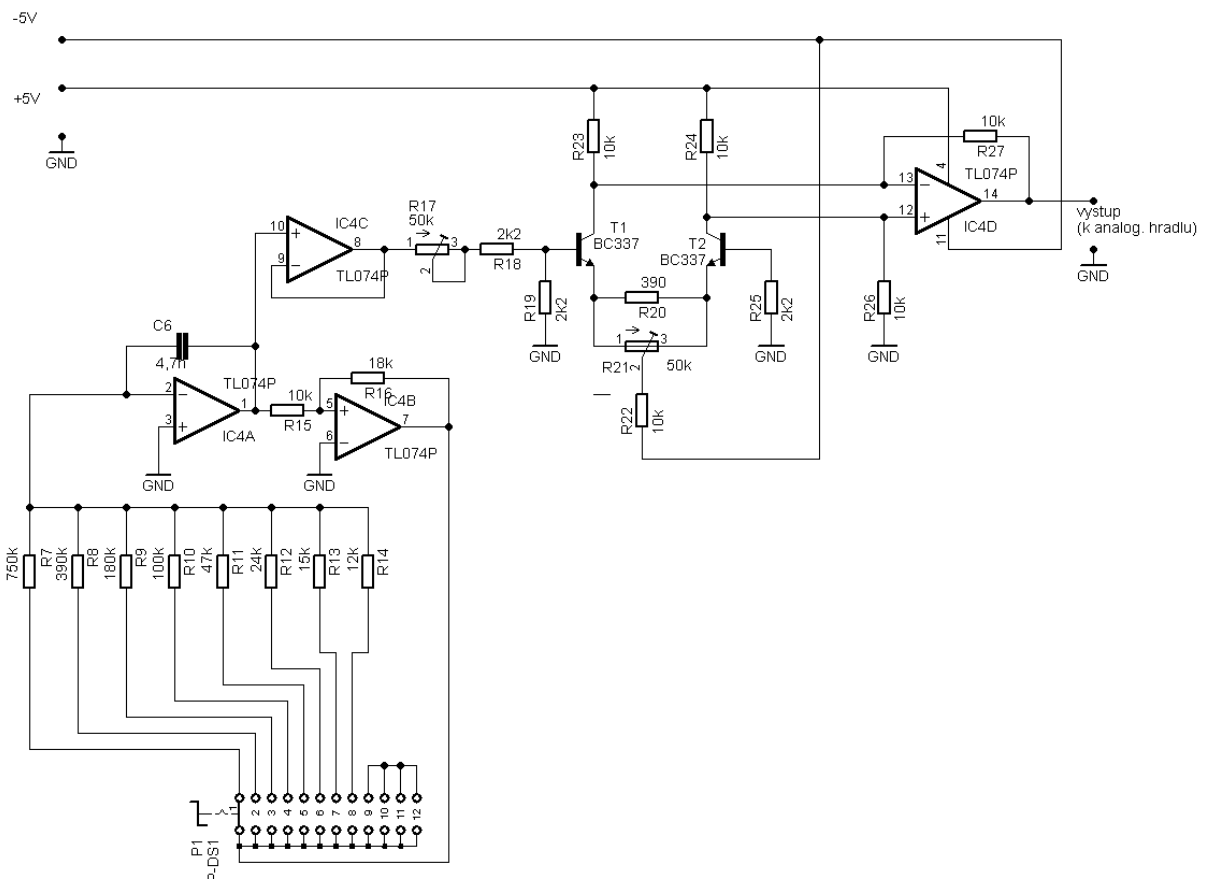 -5V
+5V
GND
R23
10k
R24
10k
10k
R27
TL074P
4
13
14
12
IC4D
11
vystup
(k analog. hradlu)
GND
R17
50k
IC4C
10
8
9
TL074P
1
3
2
2k2
R18
T1
BC337
T2
BC337
R19
2k2
GND
390
R20
R25
2k2
GND
R26
10k
GND
1
3
R21
2
50k
R22
10k
C6
4,7n
TL074P
2
1
3
IC4A
GND
10k
R15
18k
R16
IC4B
5
7
6
TL074P
GND
750k
R7
390k
R8
180k
R9
100k
R10
47k
R11
24k
R12
15k
R13
12k
R14
1
2
3
4
5
6
7
8
9
10
11
12
P1
P-DS1